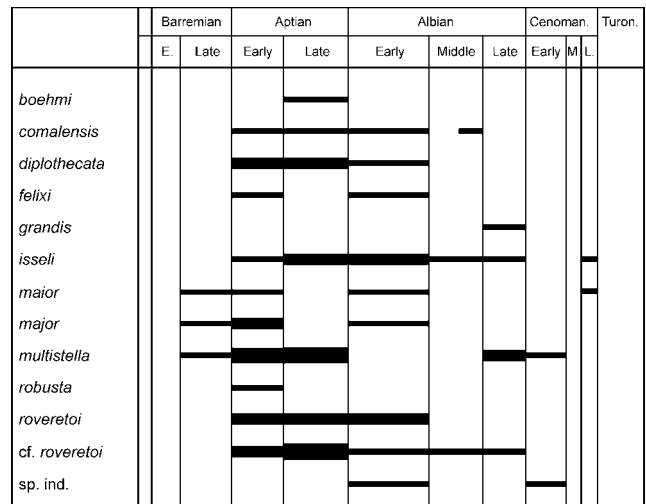 Barremian Aptian Albian Cenoman. Turon.
E. Late Early Late Early Middle Late Early M. L.
boehmi
comalensis
diplothecata
felixi
grandis
isseli
maior
major
multistella
robusta
roveretoi
cf. roveretoi
sp. ind.